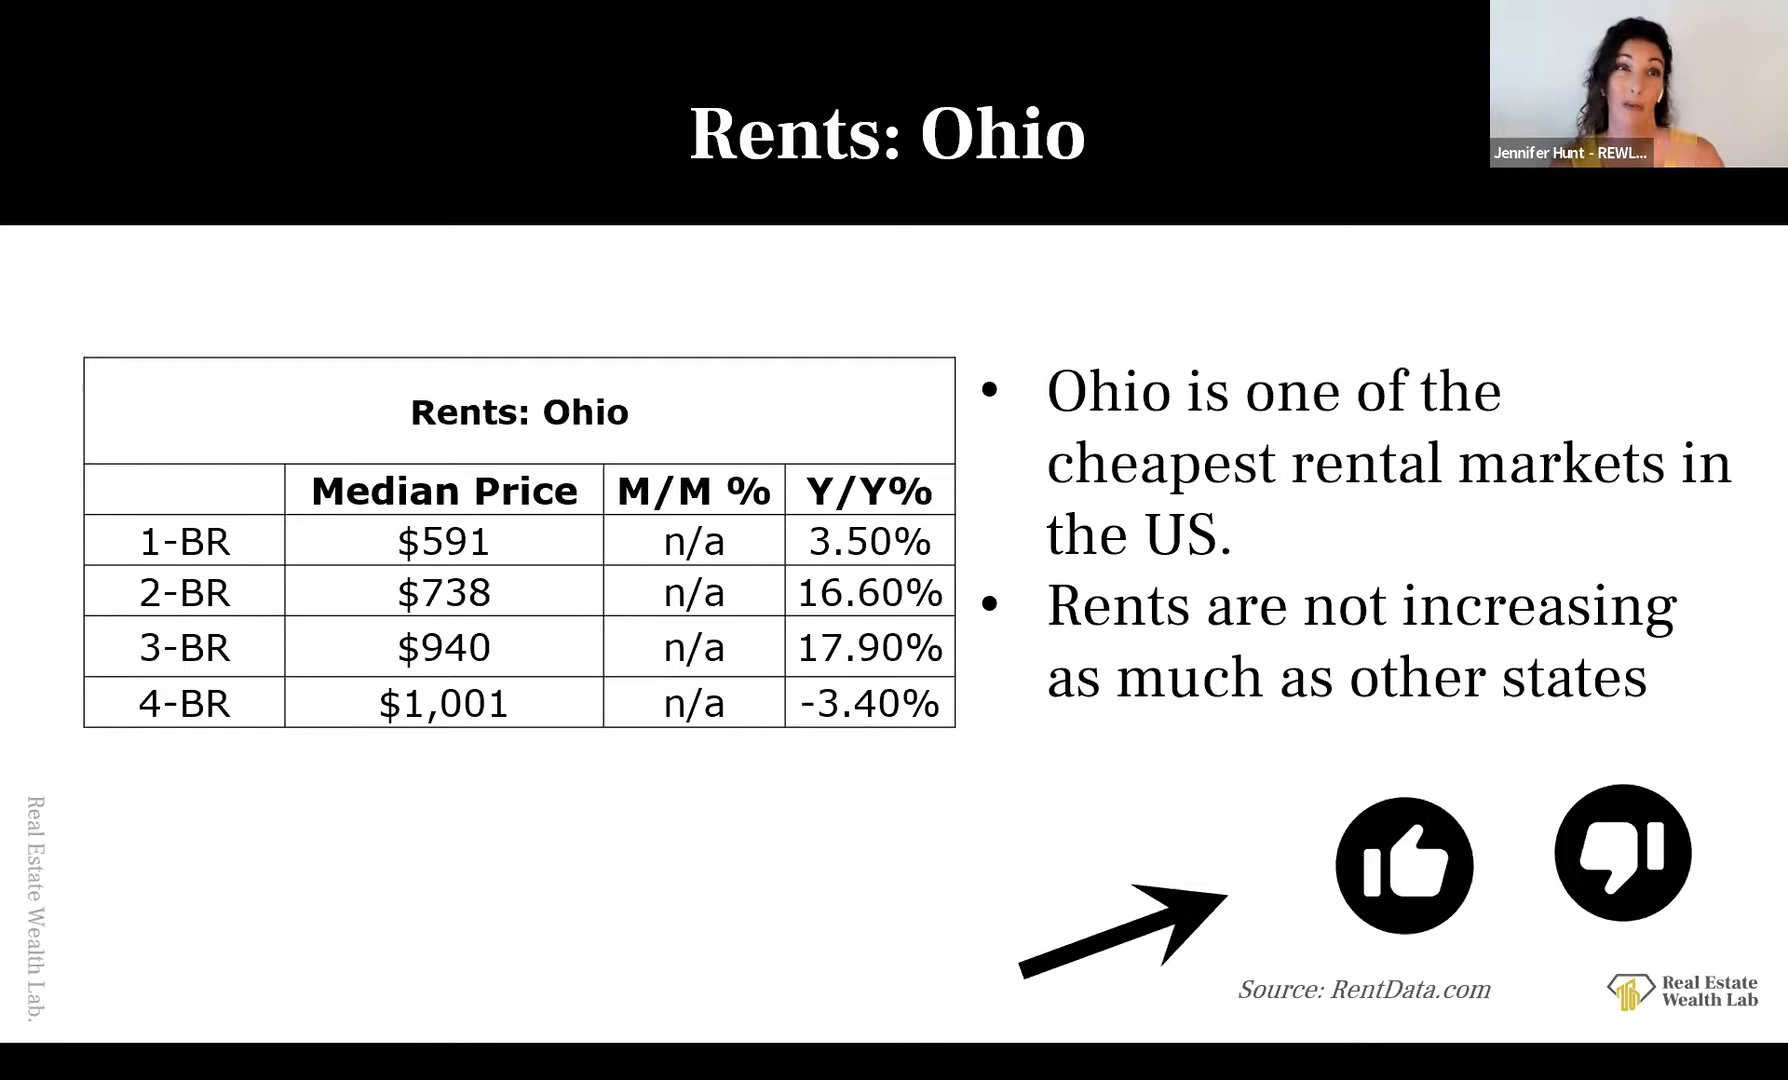 Rents: Ohio
Jennifer Hunt - REWL...
Rents: Ohio
Median Price M/M % Y/Y%
1-BR $591 n/a 3.50%
2-BR $738 n/a 16.60%
3-BR $940 n/a 17.90%
4-BR $1,001 n/a -3.40%
• Ohio is one of the
cheapest rental markets in
the US.
• Rents are not increasing
as much as other states
Real Estate Wealth Lab.
Source: RentData.com
Real Estate
Wealth Lab